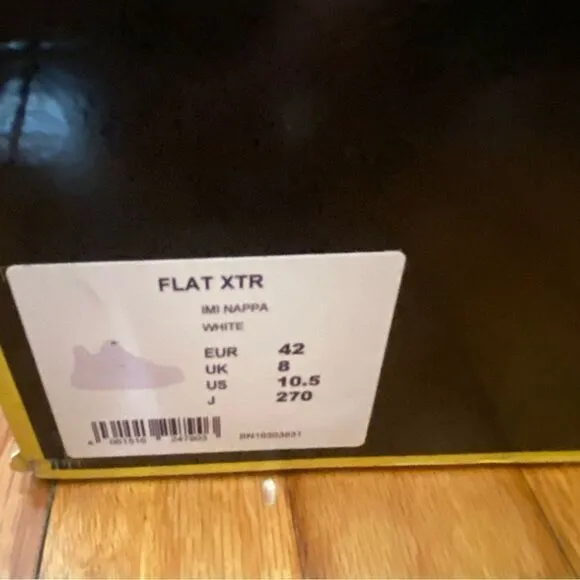 FLAT XTR
IMI NAPPA
WHITE
EUR 42
UK 8
US 10.5
J 270